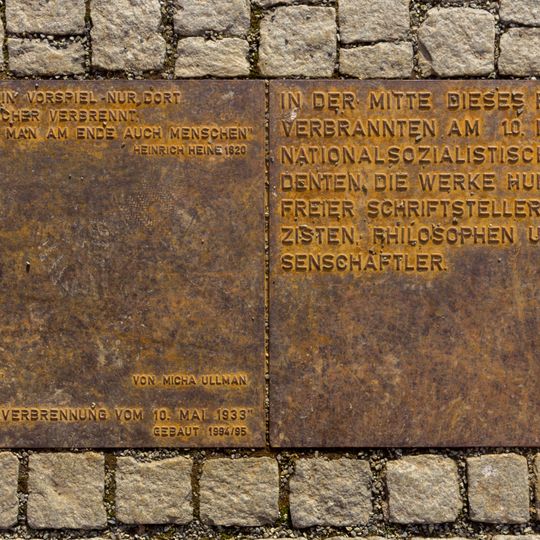 IN VORSPIEL NUR, DORT
CHER VERBRENNT,
MAN AM ENDE AUCH MENSCHEN"
HEINRICH HEINE 1820
VON MICHA ULLMAN
VERBRENNUNG VOM 10. MAI 1933"
GEBAUT 1994/95
IN DER MITTE DIESES
VERBRANNTEN AM 10.
NATIONALSOZIALISTISCH
DENTEN, DIE WERKE HU
FREIER SCHRIFTSTELLER
ZISTEN, PHILOSOPHEN U
SENSCHAFTLER.